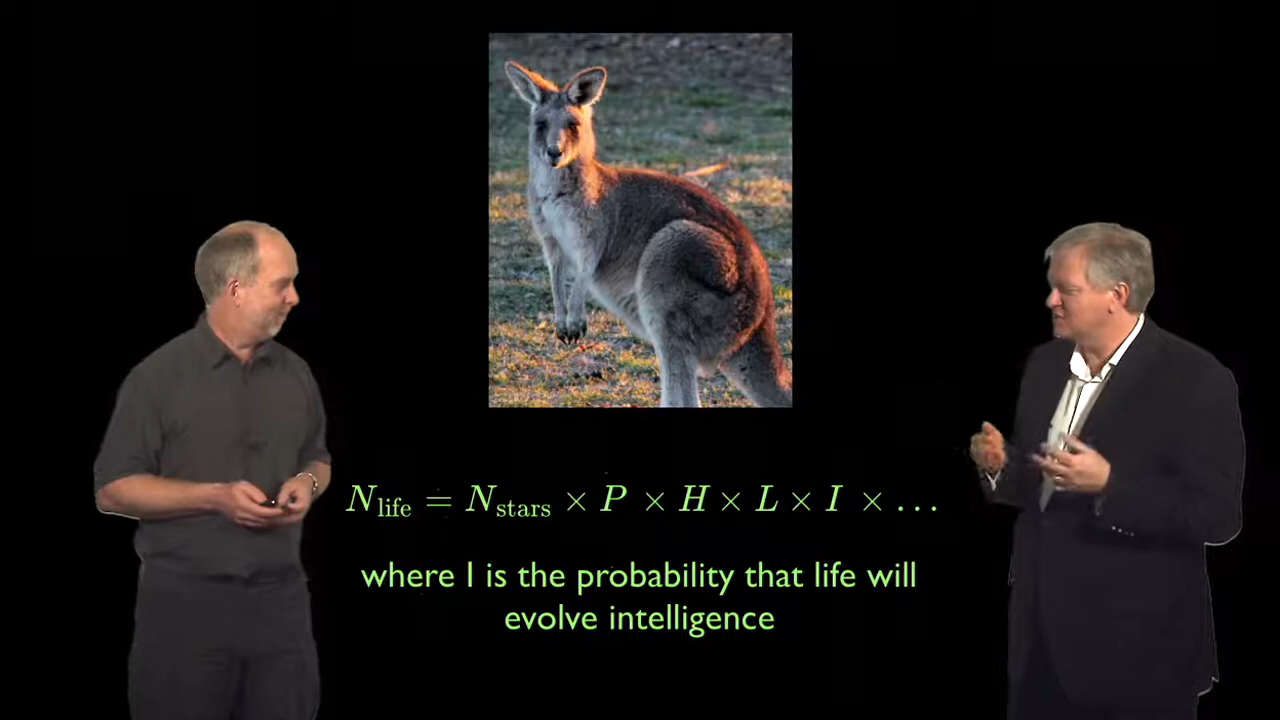 N_life = N_stars × P × H × L × I × ...
where I is the probability that life will
evolve intelligence